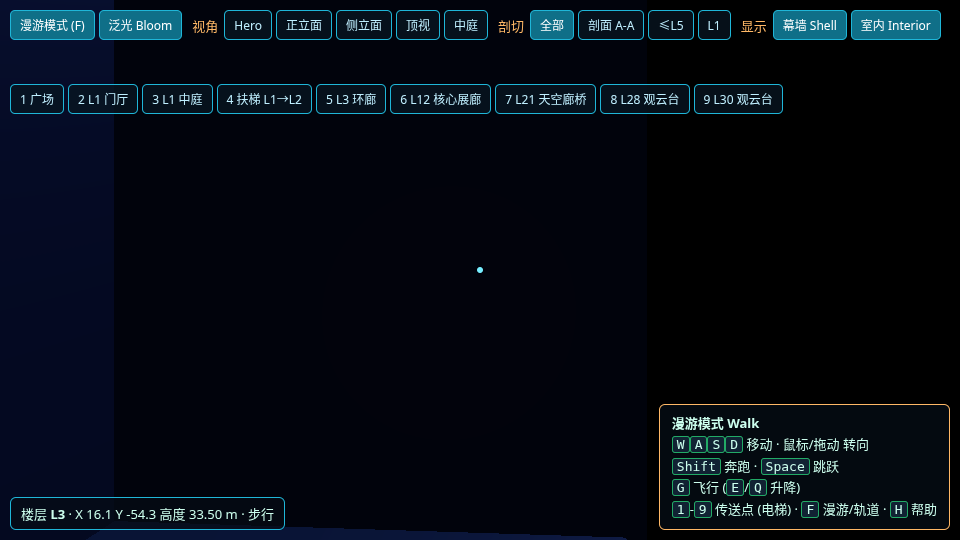 漫游模式 (F) 泛光 Bloom 视角 Hero 正立面 侧立面 顶视 中庭 剖切 全部 剖面 A-A ≤L5 L1 显示 幕墙 Shell 室内 Interior
1 广场 2 L1 门厅 3 L1 中庭 4 扶梯 L1→L2 5 L3 环廊 6 L12 核心展廊 7 L21 天空廊桥 8 L28 观云台 9 L30 观云台
漫游模式 Walk
W A S D 移动 · 鼠标/拖动 转向
Shift 奔跑 · Space 跳跃
G 飞行 (E/Q 升降)
1-9 传送点 (电梯) · F 漫游/轨道 · H 帮助
楼层 L3 · X 16.1 Y -54.3 高度 33.50 m · 步行